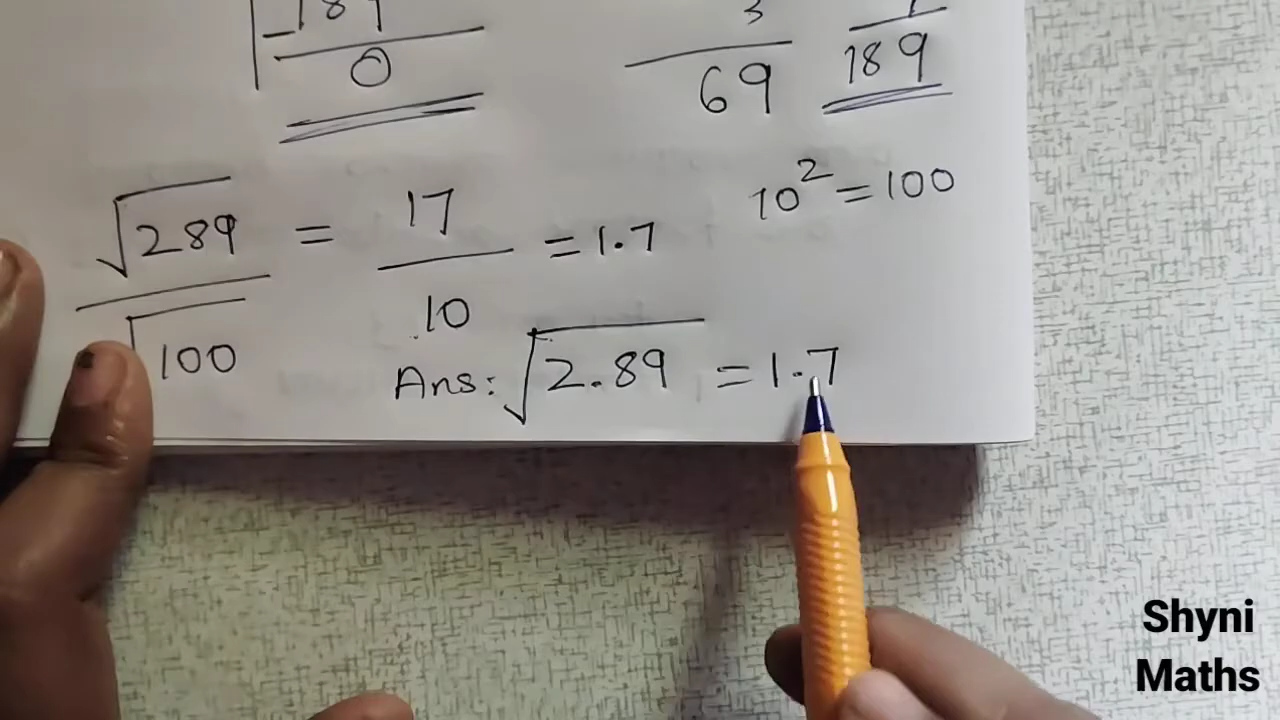 - 189
0
3
69
189
√289 / √100 = 17 / 10 = 1.7
10² = 100
Ans: √2.89 = 1.7
Shyni
Maths